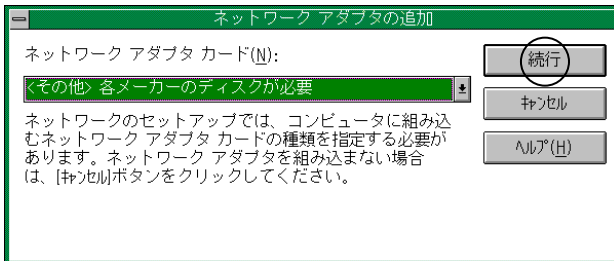 ネットワーク アダプタの追加
ネットワーク アダプタ カード(N):
<その他> 各メーカーのディスクが必要
ネットワークのセットアップでは、コンピュータに組み込
むネットワーク アダプタ カードの種類を指定する必要が
あります。ネットワーク アダプタを組み込まない場合
は、[ｷｬﾝｾﾙ]ボタンをクリックしてください。
続行
ｷｬﾝｾﾙ
ﾍﾙﾌﾟ(H)